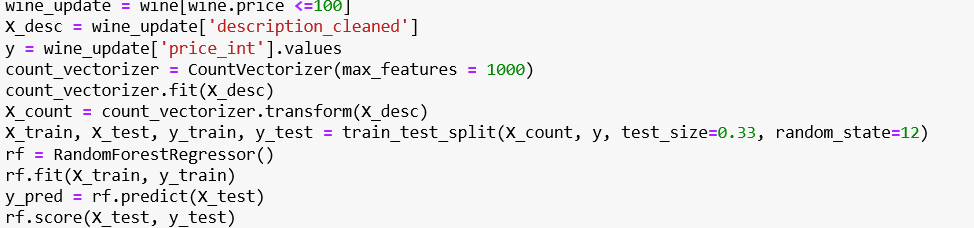 wine_update = wine[wine.price <=100]
X_desc = wine_update['description_cleaned']
y = wine_update['price_int'].values
count_vectorizer = CountVectorizer(max_features = 1000)
count_vectorizer.fit(X_desc)
X_count = count_vectorizer.transform(X_desc)
X_train, X_test, y_train, y_test = train_test_split(X_count, y, test_size=0.33, random_state=12)
rf = RandomForestRegressor()
rf.fit(X_train, y_train)
y_pred = rf.predict(X_test)
rf.score(X_test, y_test)